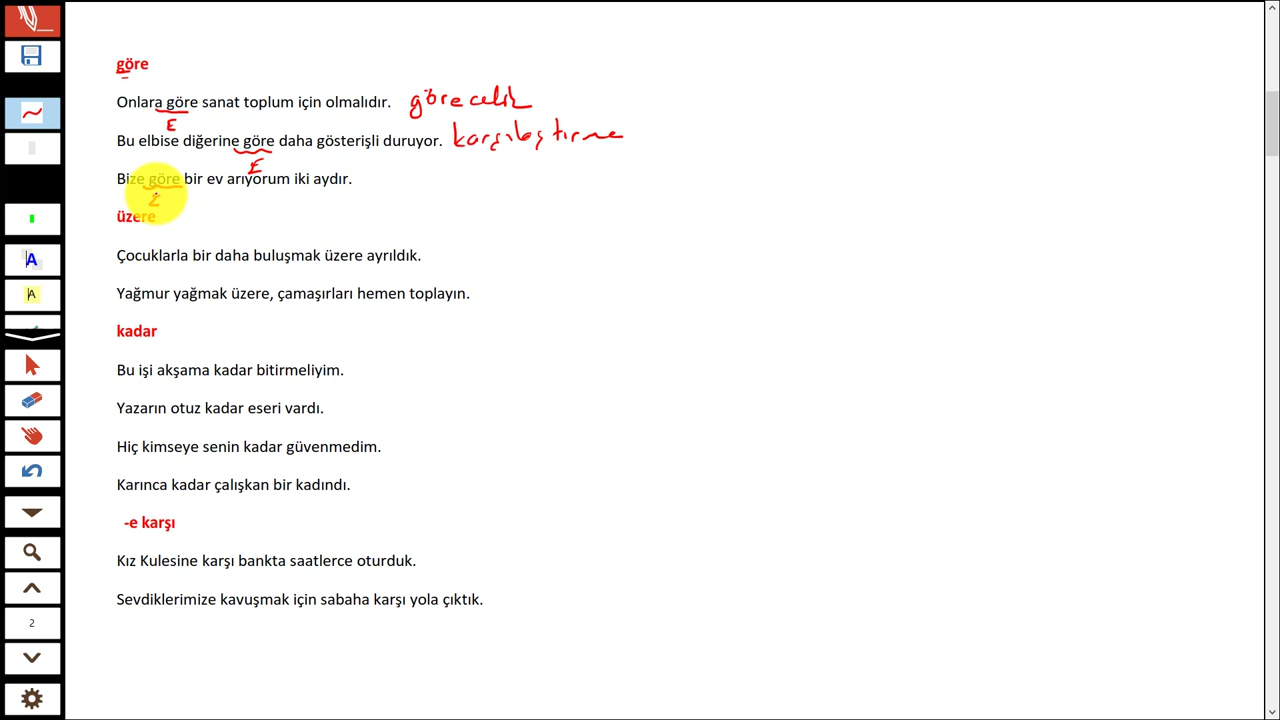 göre
Onlara göre sanat toplum için olmalıdır. görecelik
E
Bu elbise diğerine göre daha gösterişli duruyor. karşılaştırma
E
Bize göre bir ev arıyorum iki aydır.
üzere
Çocuklarla bir daha buluşmak üzere ayrıldık.
Yağmur yağmak üzere, çamaşırları hemen toplayın.
kadar
Bu işi akşama kadar bitirmeliyim.
Yazarın otuz kadar eseri vardı.
Hiç kimseye senin kadar güvenmedim.
Karınca kadar çalışkan bir kadındı.
-e karşı
Kız Kulesine karşı bankta saatlerce oturduk.
Sevdiklerimize kavuşmak için sabaha karşı yola çıktık.
A
A
2